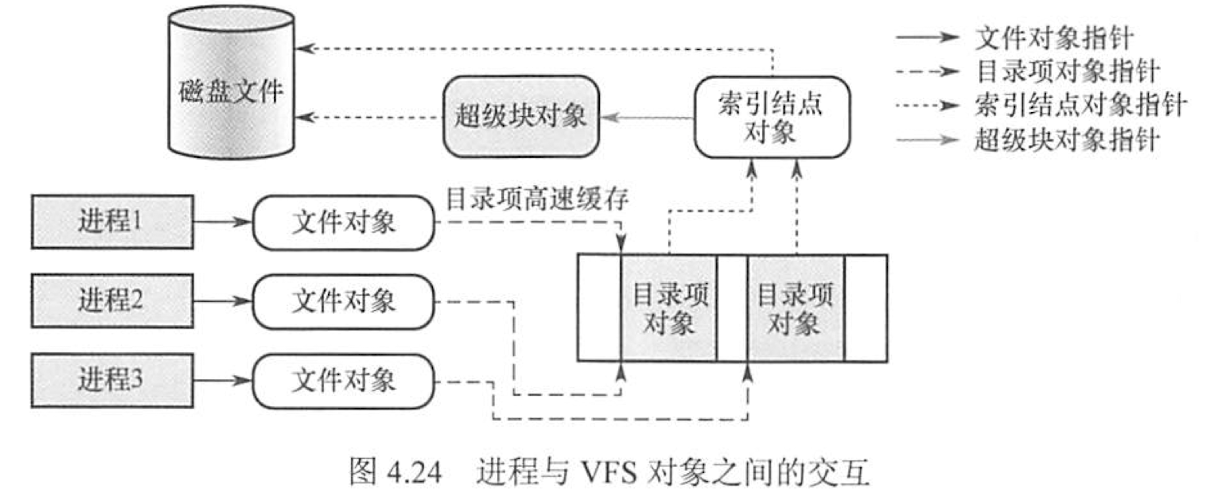 磁盘文件
超级块对象
索引结点
对象
文件对象指针
目录项对象指针
索引结点对象指针
超级块对象指针
目录项高速缓存
进程1
文件对象
进程2
文件对象
进程3
文件对象
目录项
对象
目录项
对象
图 4.24 进程与 VFS 对象之间的交互